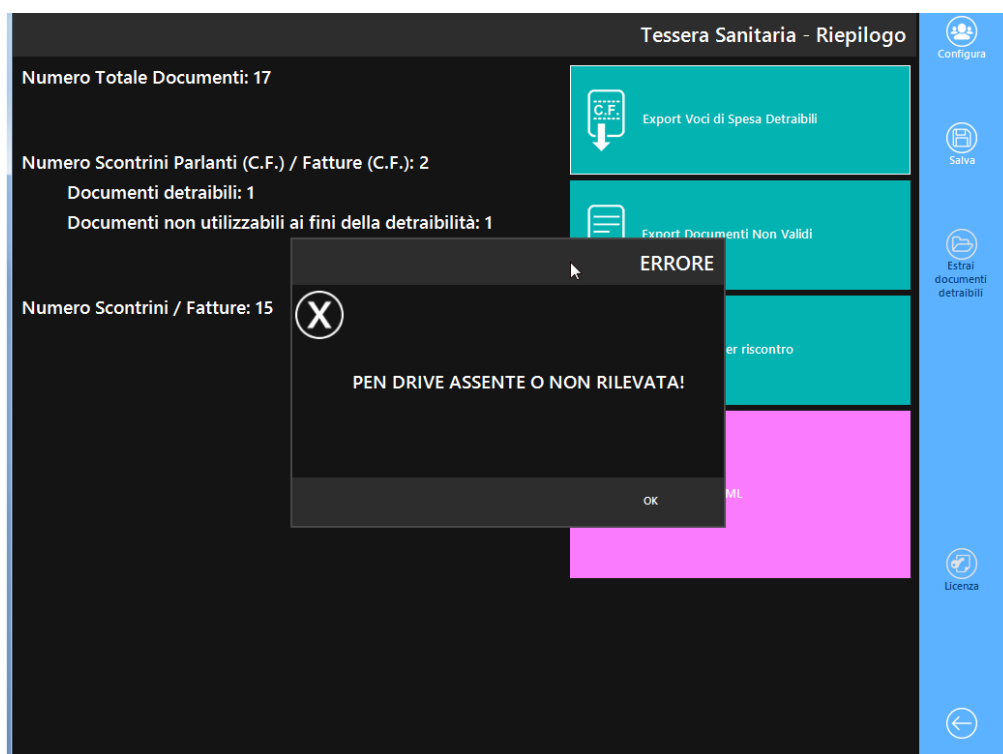 Tessera Sanitaria - Riepilogo
Configura
Numero Totale Documenti: 17
C.F.
Export Voci di Spesa Detraibili
Salva
Numero Scontrini Parlanti (C.F.) / Fatture (C.F.): 2
Documenti detraibili: 1
Documenti non utilizzabili ai fini della detraibilità: 1
Export Documenti Non Validi
Estrai
documenti
detraibili
ERRORE
Numero Scontrini / Fatture: 15
X
er riscontro
PEN DRIVE ASSENTE O NON RILEVATA!
OK
ML
Licenza